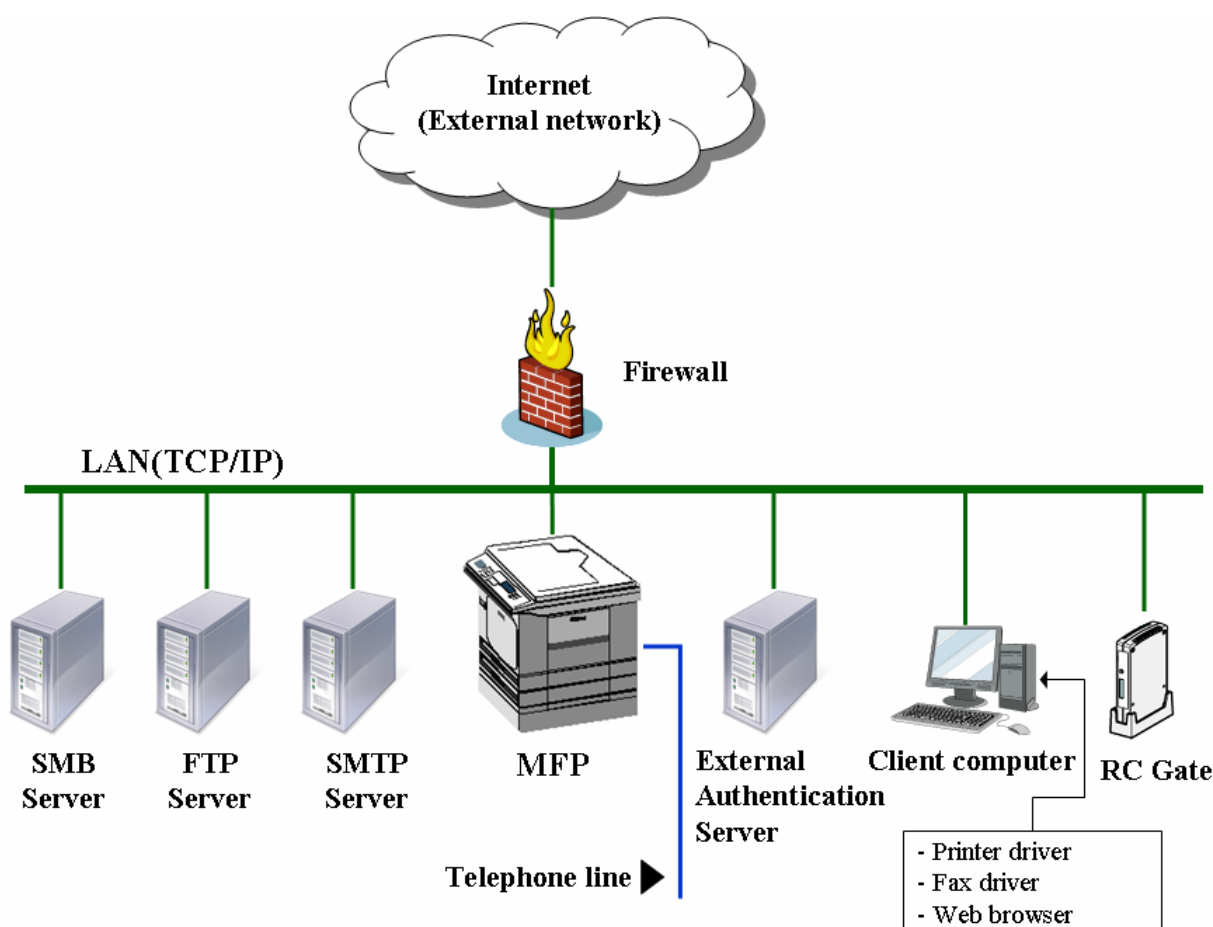 Internet
(External network)
Firewall
LAN(TCP/IP)
SMB
Server
FTP
Server
SMTP
Server
MFP
External
Authentication
Server
Client computer
RC Gate
Telephone line
- Printer driver
- Fax driver
- Web browser